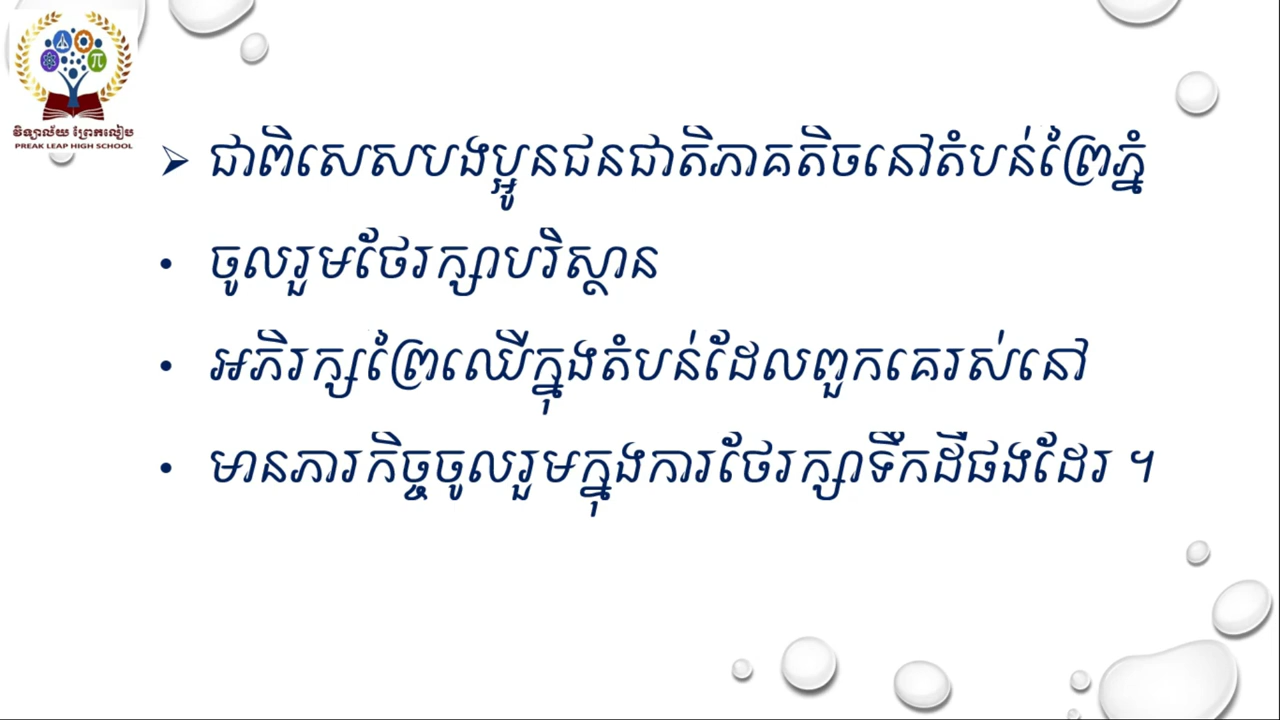 វិទ្យាល័យ ព្រែកលៀប
PREAK LEAP HIGH SCHOOL
➢ ជាពិសេសបងប្អូនជនជាតិភាគតិចនៅតំបន់ព្រៃភ្នំ
• ចូលរួមថែរក្សាបរិស្ថាន
• អភិរក្សព្រៃឈើក្នុងតំបន់ដែលពួកគេរស់នៅ
• មានភារកិច្ចចូលរួមក្នុងការថែរក្សាទឹកដីផងដែរ ។